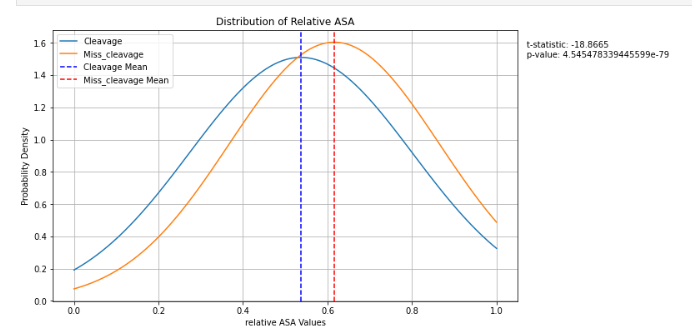 Distribution of Relative ASA
Cleavage
Miss_cleavage
Cleavage Mean
Miss_cleavage Mean
t-statistic: -18.8665
p-value: 4.545478339445599e-79
Probability Density
1.6
1.4
1.2
1.0
0.8
0.6
0.4
0.2
0.0
0.0 0.2 0.4 0.6 0.8 1.0
relative ASA Values